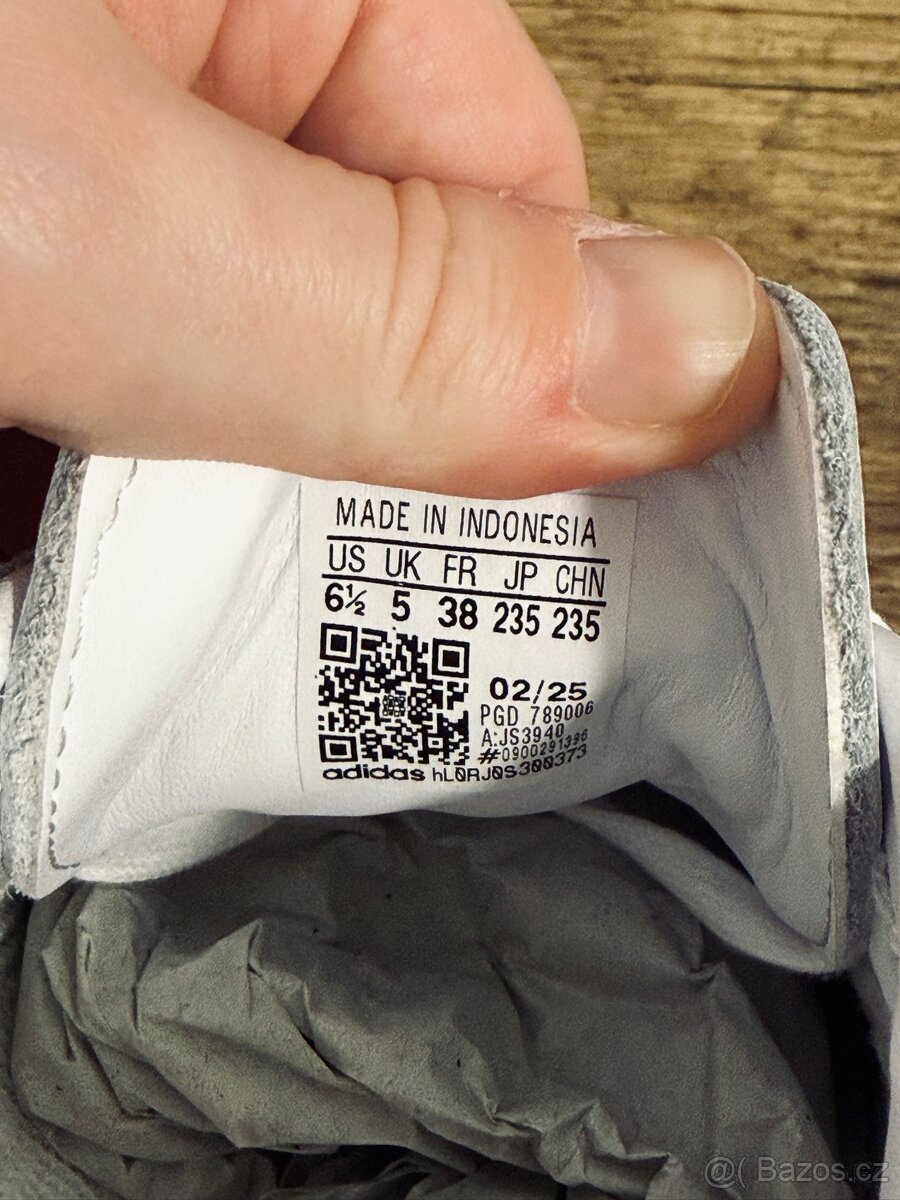 MADE IN INDONESIA
US UK FR JP CHN
6½ 5 38 235 235
02/25
PGD 789006
A:JS3940
#0900291396
adidas hL0RJ0S300373
@( Bazos.cz